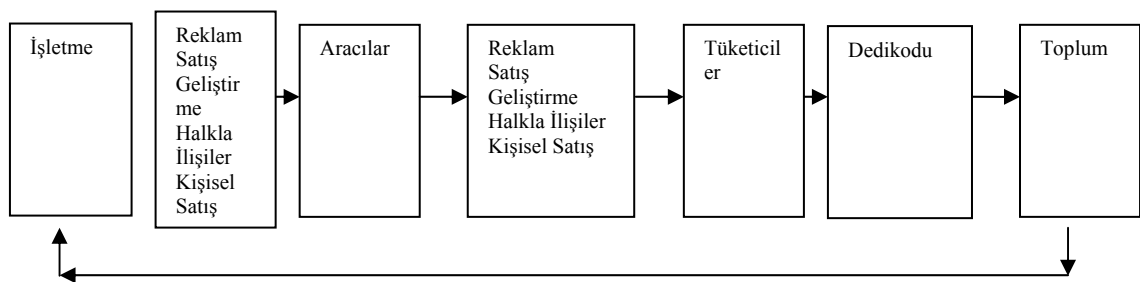 İşletme
Reklam
Satış
Geliştir
me
Halkla
İlişiler
Kişisel
Satış
Aracılar
Reklam
Satış
Geliştirme
Halkla İlişiler
Kişisel Satış
Tüketicil
er
Dedikodu
Toplum